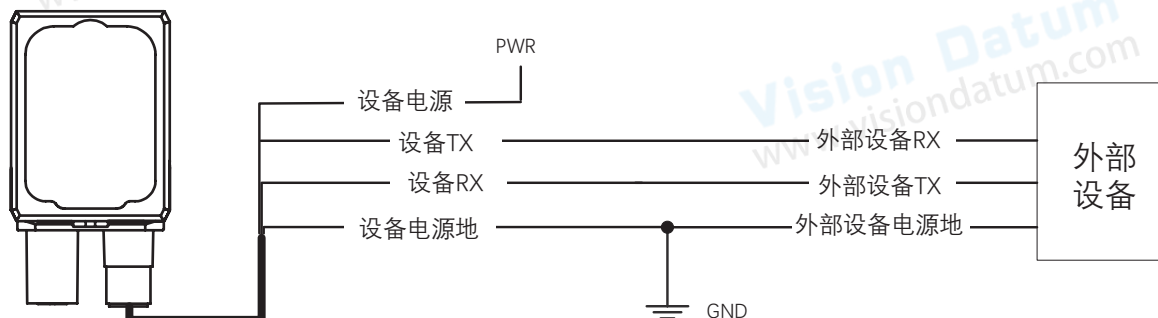 Vision Datum
www.visiondatum.com
PWR
设备电源
设备TX
外部设备RX
设备RX
外部设备TX
设备电源地
外部设备电源地
外部
设备
GND